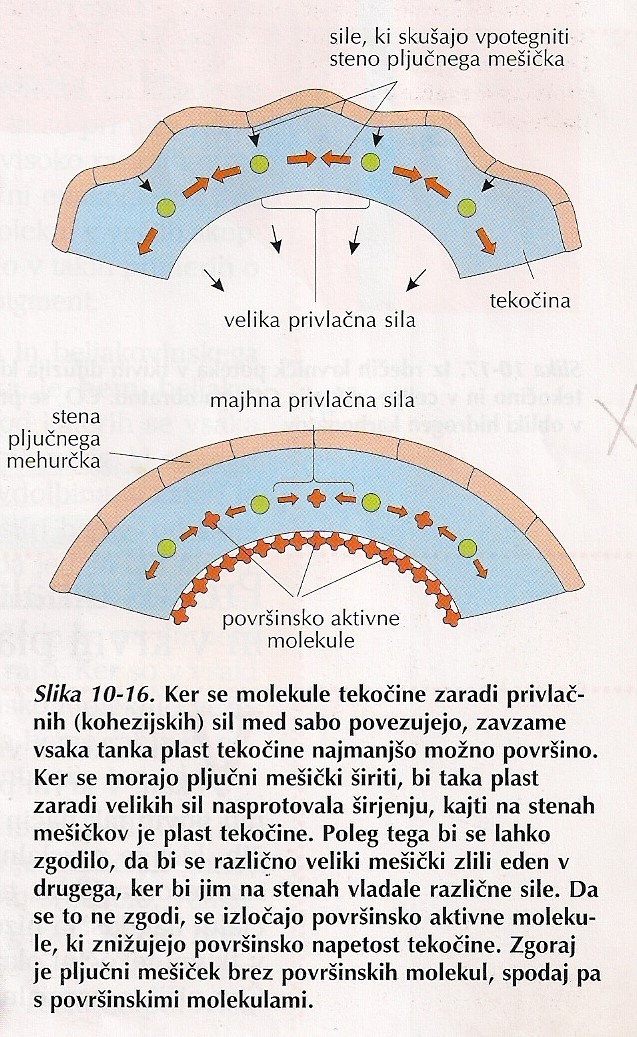 sile, ki skušajo vpotegniti
steno pljučnega mešička
tekočina
velika privlačna sila
majhna privlačna sila
stena
pljučnega
mehurčka
površinsko aktivne
molekule
Slika 10-16. Ker se molekule tekočine zaradi privlač-
nih (kohezijskih) sil med sabo povezujejo, zavzame
vsaka tanka plast tekočine najmanjšo možno površino.
Ker se morajo pljučni mešički širiti, bi taka plast
zaradi velikih sil nasprotovala širjenju, kajti na stenah
mešičkov je plast tekočine. Poleg tega bi se lahko
zgodilo, da bi se različno veliki mešički zlili eden v
drugega, ker bi jim na stenah vladale različne sile. Da
se to ne zgodi, se izločajo površinsko aktivne moleku-
le, ki znižujejo površinsko napetost tekočine. Zgoraj
je pljučni mešiček brez površinskih molekul, spodaj pa
s površinskimi molekulami.